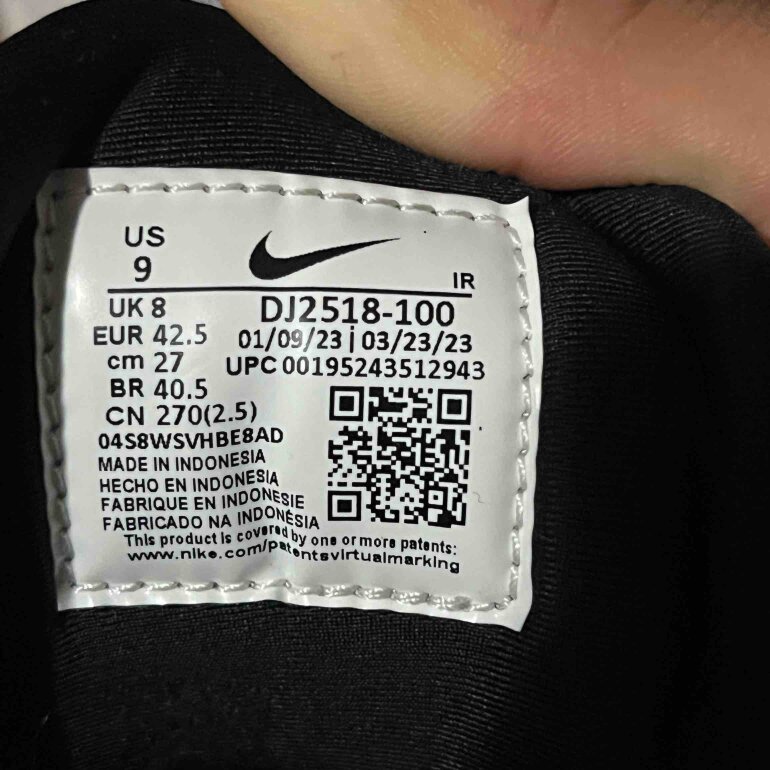 US
9
IR
UK 8
DJ2518-100
EUR 42.5
01/09/23 | 03/23/23
cm 27
UPC 00195243512943
BR 40.5
CN 270(2.5)
04S8WSVHBE8AD
MADE IN INDONESIA
HECHO EN INDONESIA
FABRIQUE EN INDONESIE
FABRICADO NA INDONÉSIA
This product is covered by one or more patents:
www.nike.com/patentsvirtualmarking